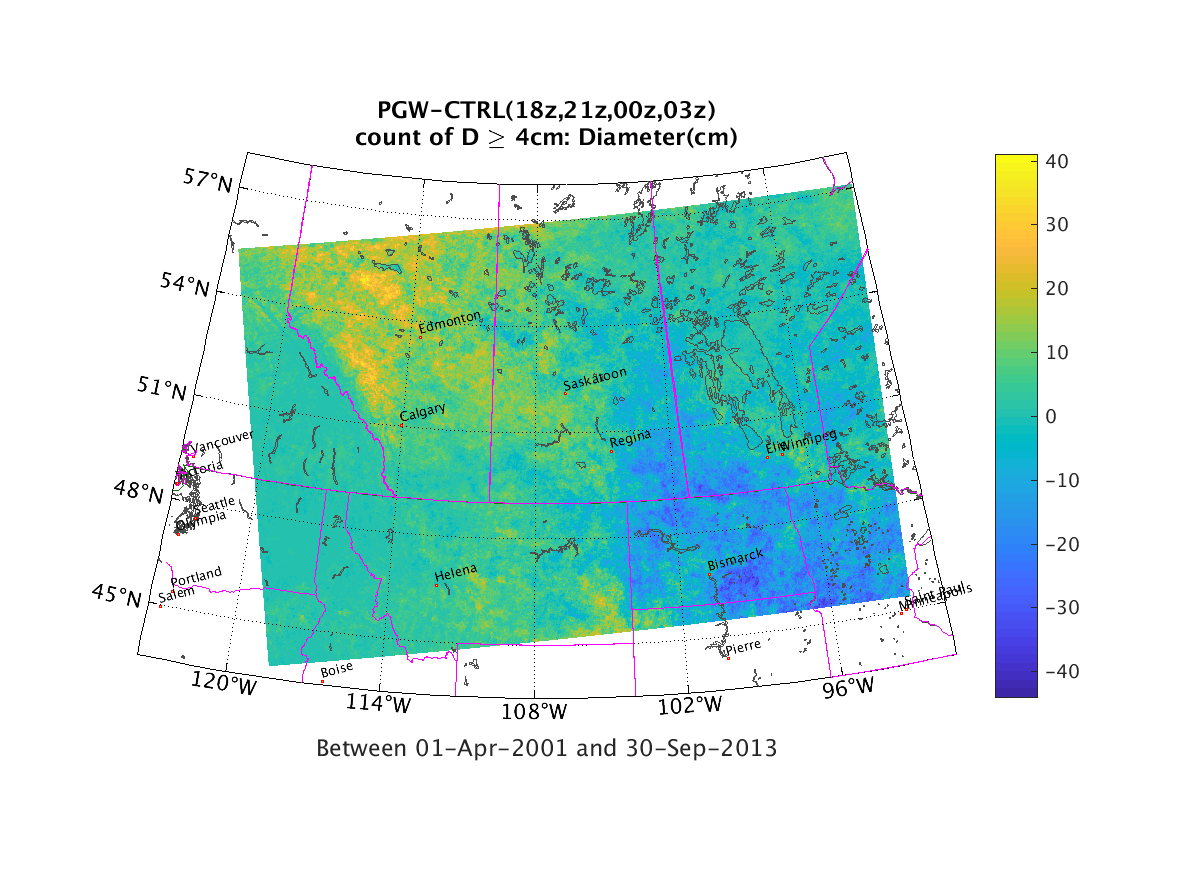 PGW-CTRL(18z,21z,00z,03z)
count of D ≥ 4cm: Diameter(cm)
57°N
54°N
51°N
48°N
45°N
120°W
114°W
108°W
102°W
96°W
Edmonton
Saskatoon
Calgary
Regina
Winnipeg
Vancouver
Seattle
Olympia
Portland
Salem
Helena
Bismarck
Boise
Pierre
Saint Paul
Minneapolis
40
30
20
10
0
-10
-20
-30
-40
Between 01-Apr-2001 and 30-Sep-2013